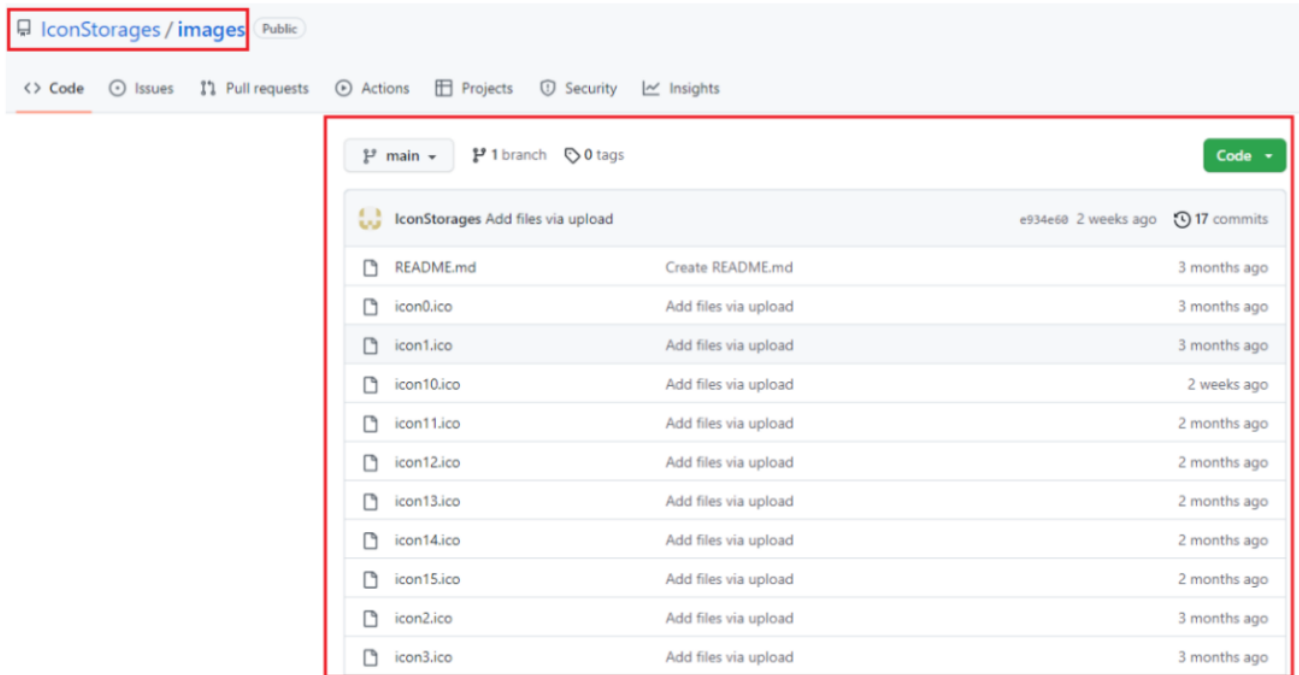 IconStorages / images Public
Code Issues Pull requests Actions Projects Security Insights
main 1 branch 0 tags Code
IconStorages Add files via upload e934e60 2 weeks ago 17 commits
README.md Create README.md 3 months ago
icon0.ico Add files via upload 3 months ago
icon1.ico Add files via upload 3 months ago
icon10.ico Add files via upload 2 weeks ago
icon11.ico Add files via upload 2 months ago
icon12.ico Add files via upload 2 months ago
icon13.ico Add files via upload 2 months ago
icon14.ico Add files via upload 2 months ago
icon15.ico Add files via upload 2 months ago
icon2.ico Add files via upload 3 months ago
icon3.ico Add files via upload 3 months ago